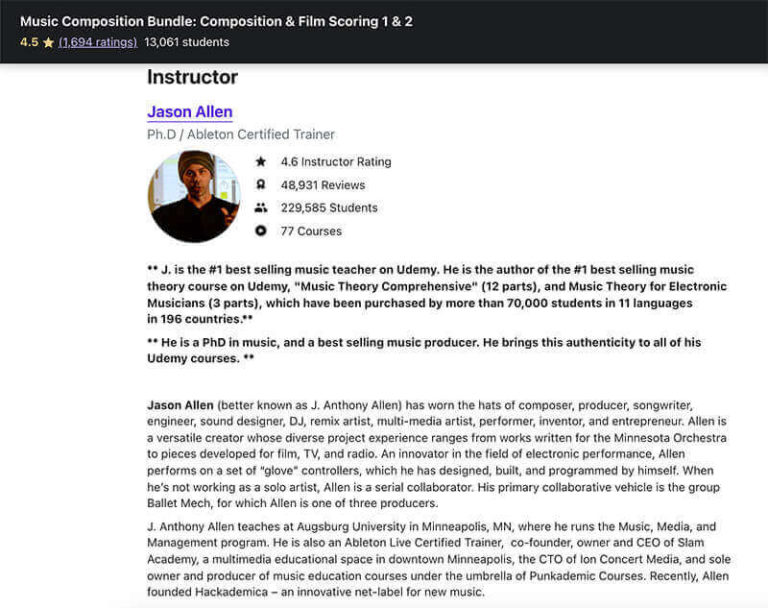 Music Composition Bundle: Composition & Film Scoring 1 & 2
4.5 ★ (1,694 ratings) 13,061 students
Instructor
Jason Allen
Ph.D / Ableton Certified Trainer
4.6 Instructor Rating
48,931 Reviews
229,585 Students
77 Courses
** J. is the #1 best selling music teacher on Udemy. He is the author of the #1 best selling music
theory course on Udemy, "Music Theory Comprehensive" (12 parts), and Music Theory for Electronic
Musicians (3 parts), which have been purchased by more than 70,000 students in 11 languages
in 196 countries.**
** He is a PhD in music, and a best selling music producer. He brings this authenticity to all of his
Udemy courses. **
Jason Allen (better known as J. Anthony Allen) has worn the hats of composer, producer, songwriter,
engineer, sound designer, DJ, remix artist, multi-media artist, performer, inventor, and entrepreneur. Allen is
a versatile creator whose diverse project experience ranges from works written for the Minnesota Orchestra
to pieces developed for film, TV, and radio. An innovator in the field of electronic performance, Allen
performs on a set of "glove" controllers, which he has designed, built, and programmed by himself. When
he's not working as a solo artist, Allen is a serial collaborator. His primary collaborative vehicle is the group
Ballet Mech, for which Allen is one of three producers.
J. Anthony Allen teaches at Augsburg University in Minneapolis, MN, where he runs the Music, Media, and
Management program. He is also an Ableton Live Certified Trainer, co-founder, owner and CEO of Slam
Academy, a multimedia educational space in downtown Minneapolis, the CTO of Ion Concert Media, and sole
owner and producer of music education courses under the umbrella of Punkademic Courses. Recently, Allen
founded Hackademica – an innovative net-label for new music.